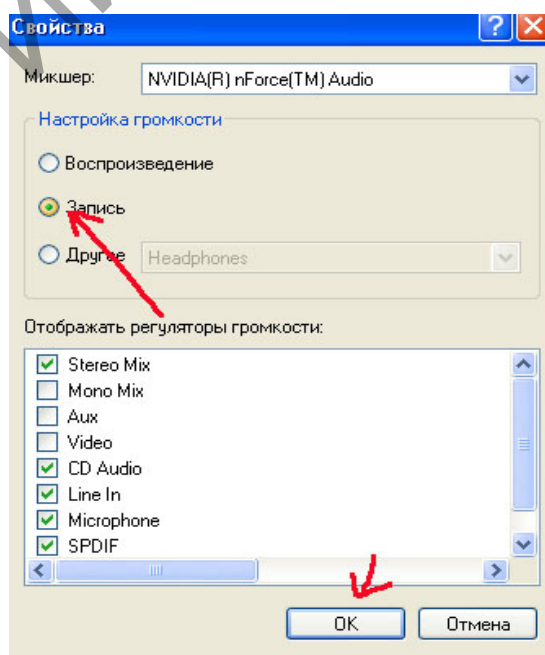 Свойства
Микшер: NVIDIA(R) nForce(TM) Audio
Настройка громкости
Воспроизведение
Запись
Другое Headphones
Отображать регуляторы громкости:
Stereo Mix
Mono Mix
Aux
Video
CD Audio
Line In
Microphone
SPDIF
OK Отмена